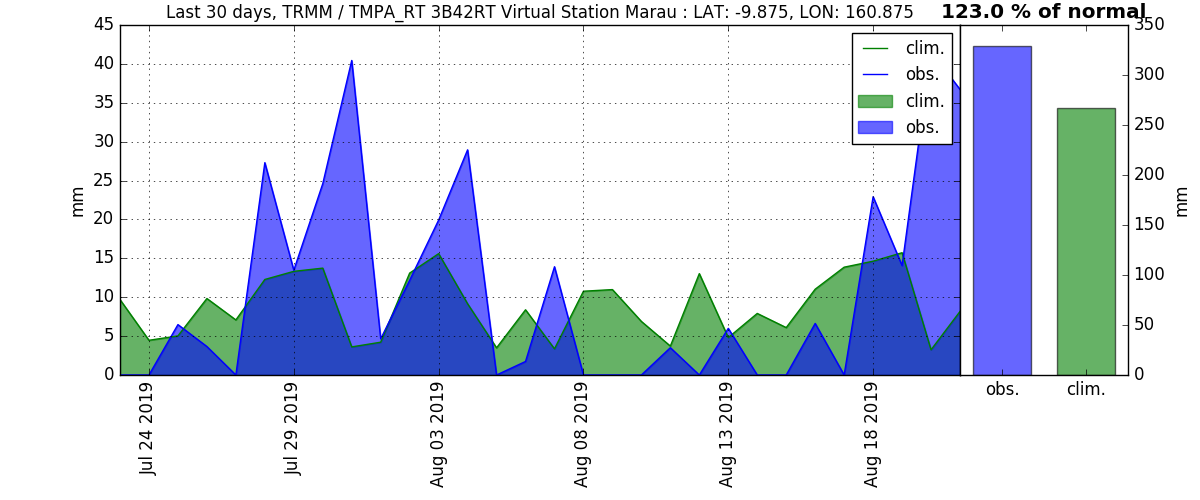 Last 30 days, TRMM / TMPA_RT 3B42RT Virtual Station Marau : LAT: -9.875, LON: 160.875
123.0 % of normal
45
40
35
30
25
20
15
10
5
0
mm
clim.
obs.
clim.
obs.
350
300
250
200
150
100
50
0
mm
obs.
clim.
Jul 24 2019
Jul 29 2019
Aug 03 2019
Aug 08 2019
Aug 13 2019
Aug 18 2019